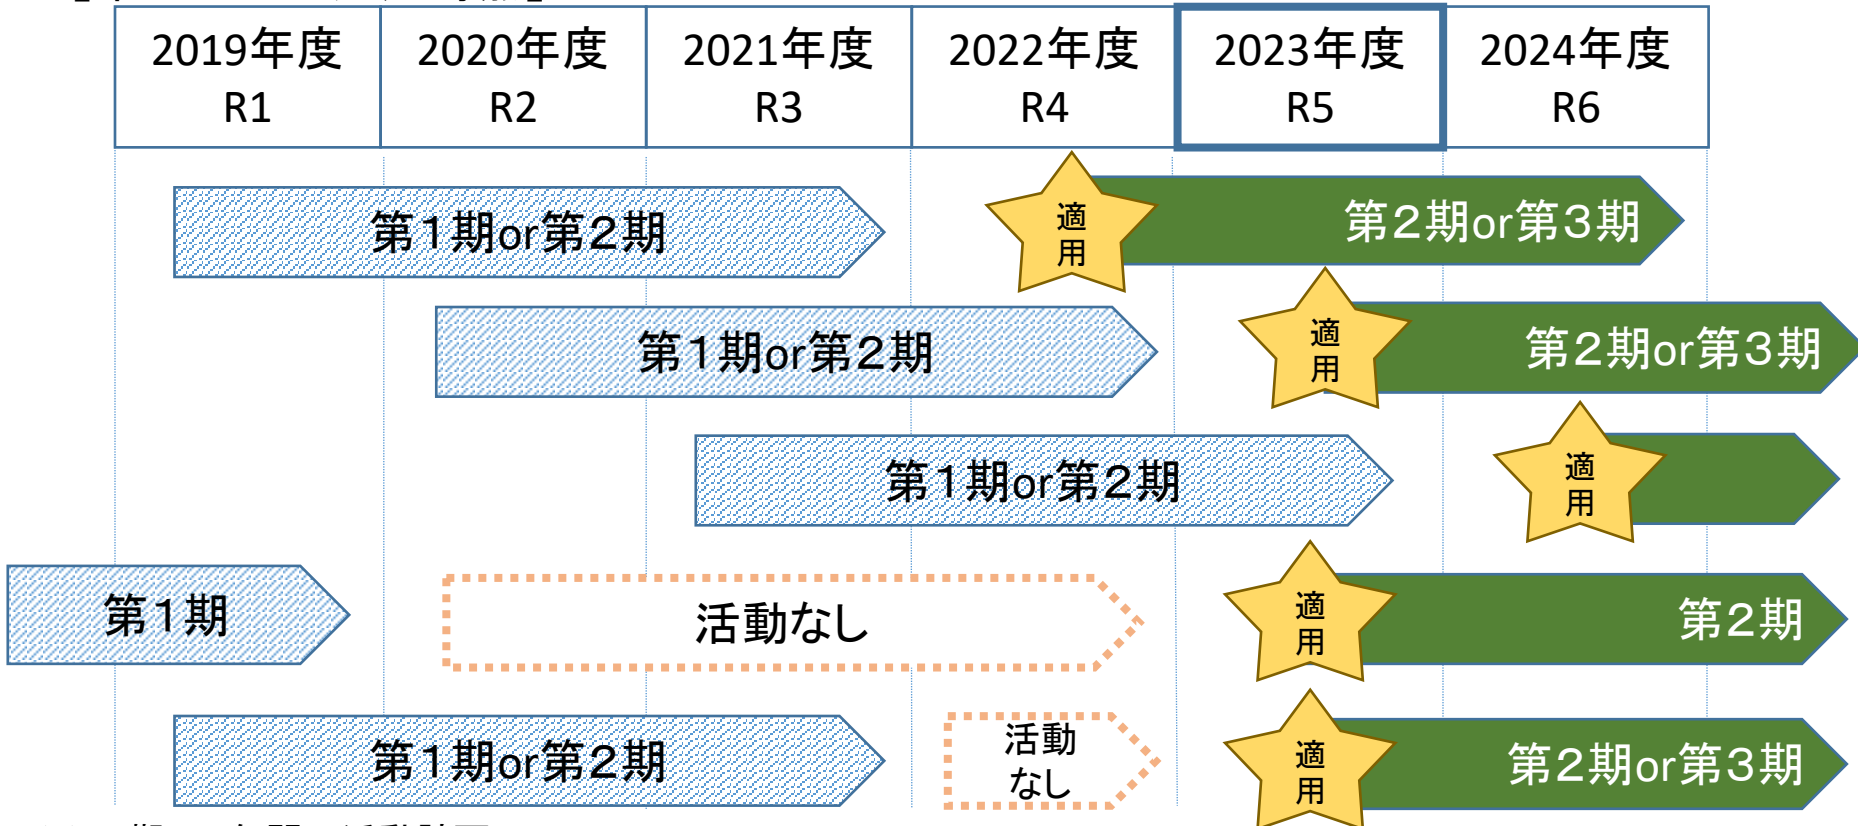 2019年度 2020年度 2021年度 2022年度 2023年度 2024年度
R1 R2 R3 R4 R5 R6
第1期or第2期
適
用
第2期or第3期
第1期or第2期
適
用
第2期or第3期
第1期or第2期
適
用
第1期
活動なし
適
用
第2期
第1期or第2期
活動
なし
適
用
第2期or第3期